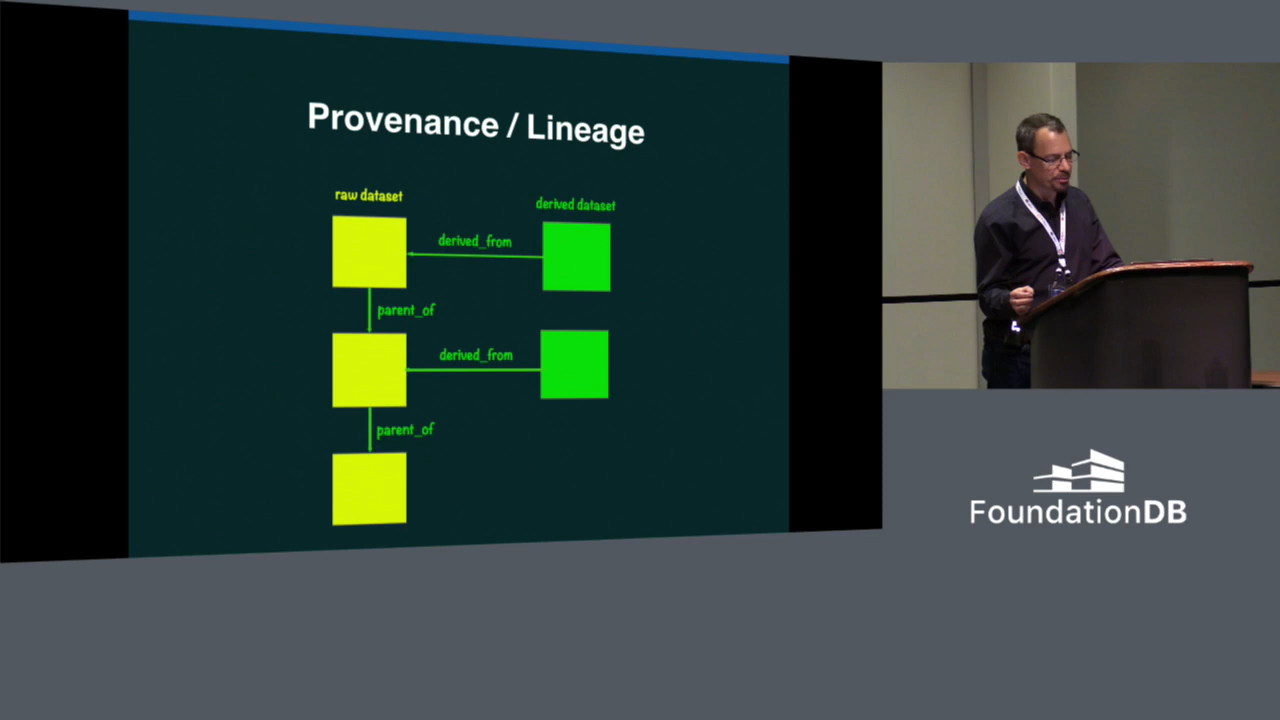 Provenance / Lineage
raw dataset
derived dataset
derived_from
parent_of
derived_from
parent_of
FoundationDB